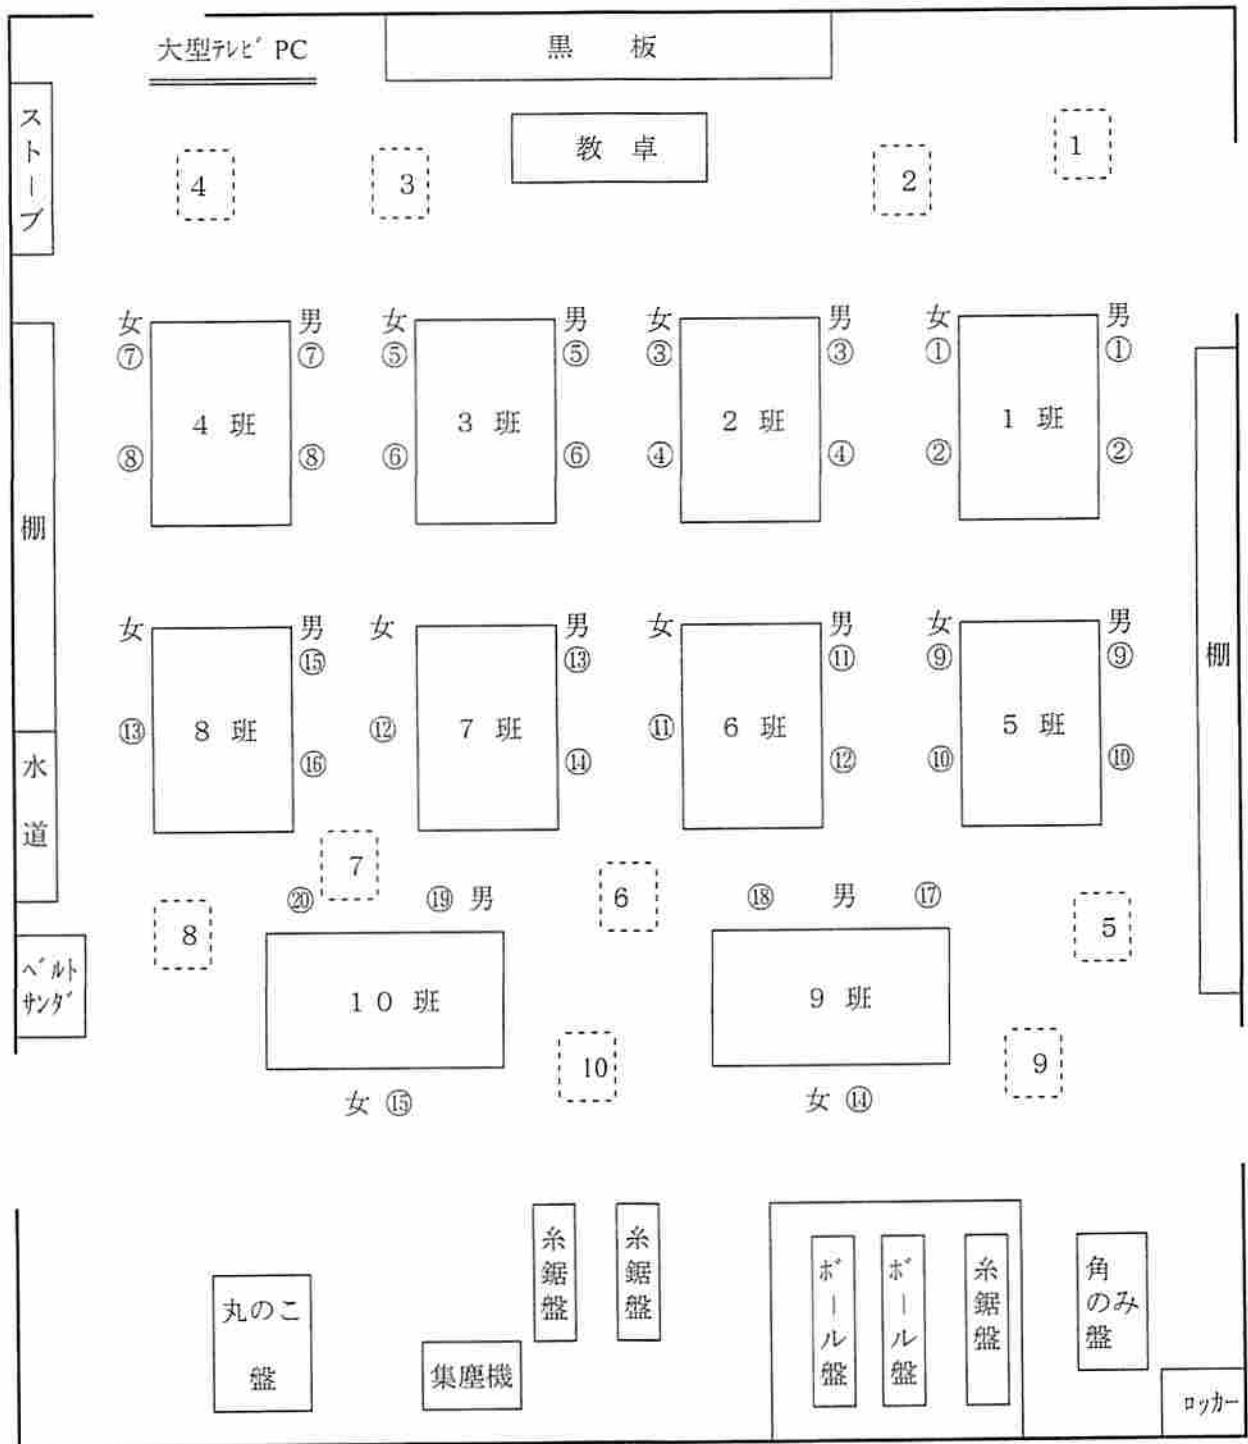 大型ﾃﾚﾋﾞ PC
黒 板
ストーブ
教 卓
4
3
2
1
女 男 女 男 女 男 女 男
⑦ ⑦ ⑤ ⑤ ③ ③ ① ①
4 班 3 班 2 班 1 班
⑧ ⑧ ⑥ ⑥ ④ ④ ② ②
棚
女 男 女 男 女 男 女 男
⑮ ⑬ ⑪ ⑨ ⑨
棚
⑬ 8 班 ⑫ 7 班 ⑪ 6 班 5 班
⑯ ⑭ ⑫ ⑩ ⑩
水道
7
⑳ ⑲ 男
6
⑱ 男 ⑰
5
8
ﾍﾞﾙﾄ
ｻﾝﾀﾞ
10 班
9 班
10
9
女 ⑮
女 ⑭
糸鋸盤
糸鋸盤
ﾎﾞール盤
ﾎﾞール盤
糸鋸盤
角
のみ
盤
丸のこ
盤
集塵機
ﾛｯｶｰ